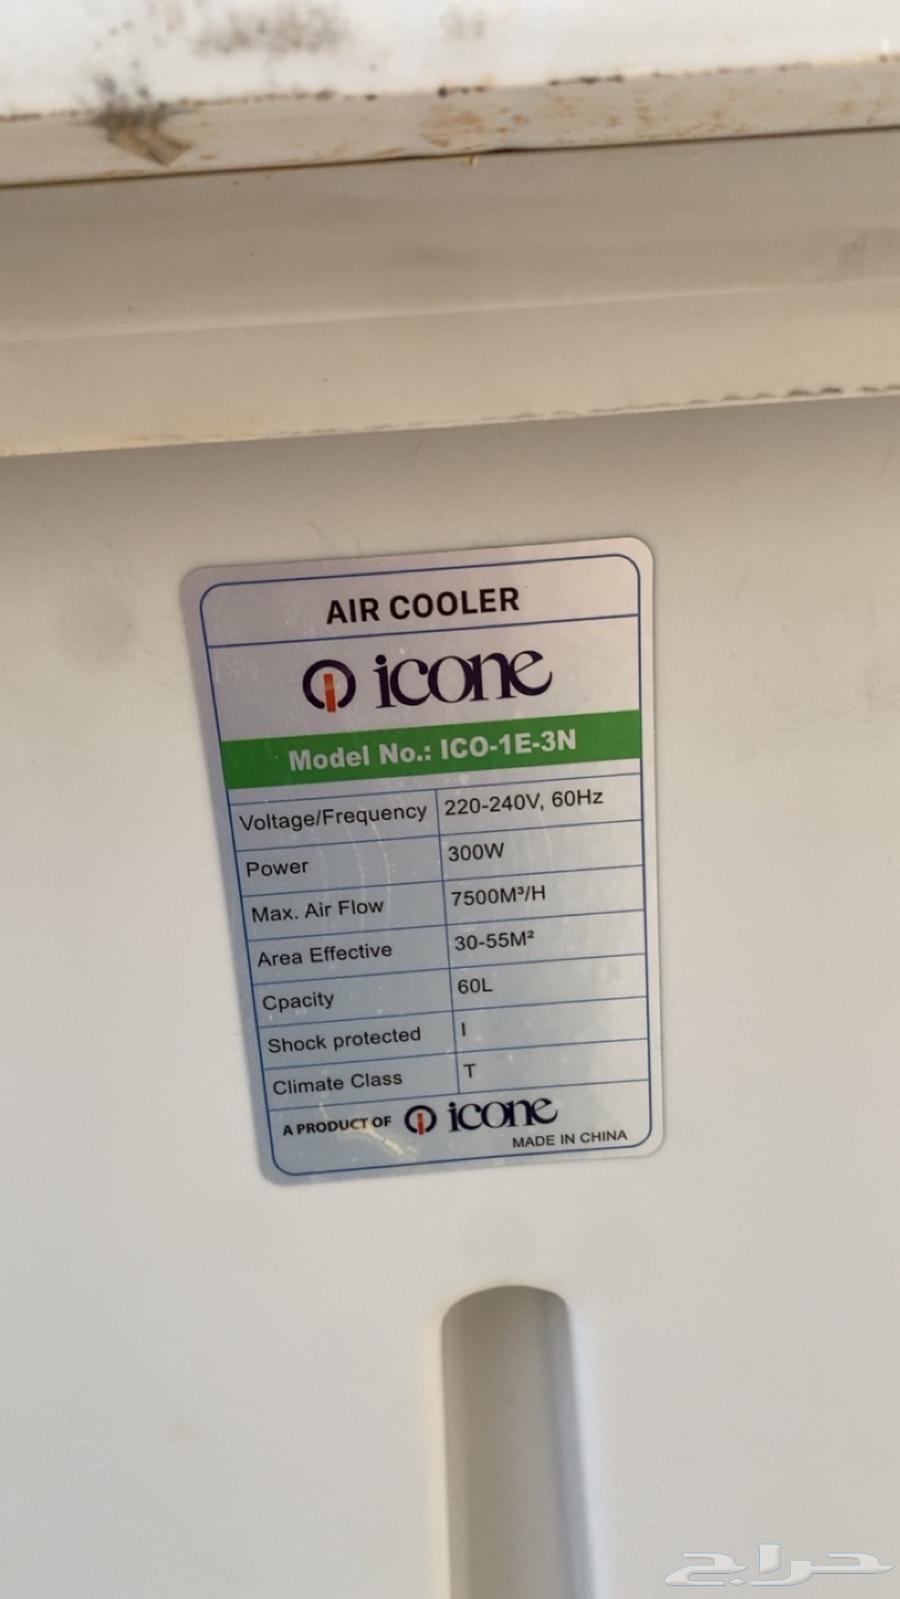 AIR COOLER
icone
Model No.: ICO-1E-3N
Voltage/Frequency 220-240V, 60Hz
Power 300W
Max. Air Flow 7500M³/H
Area Effective 30-55M²
Cpacity 60L
Shock protected I
Climate Class T
A PRODUCT OF icone
MADE IN CHINA
حراج